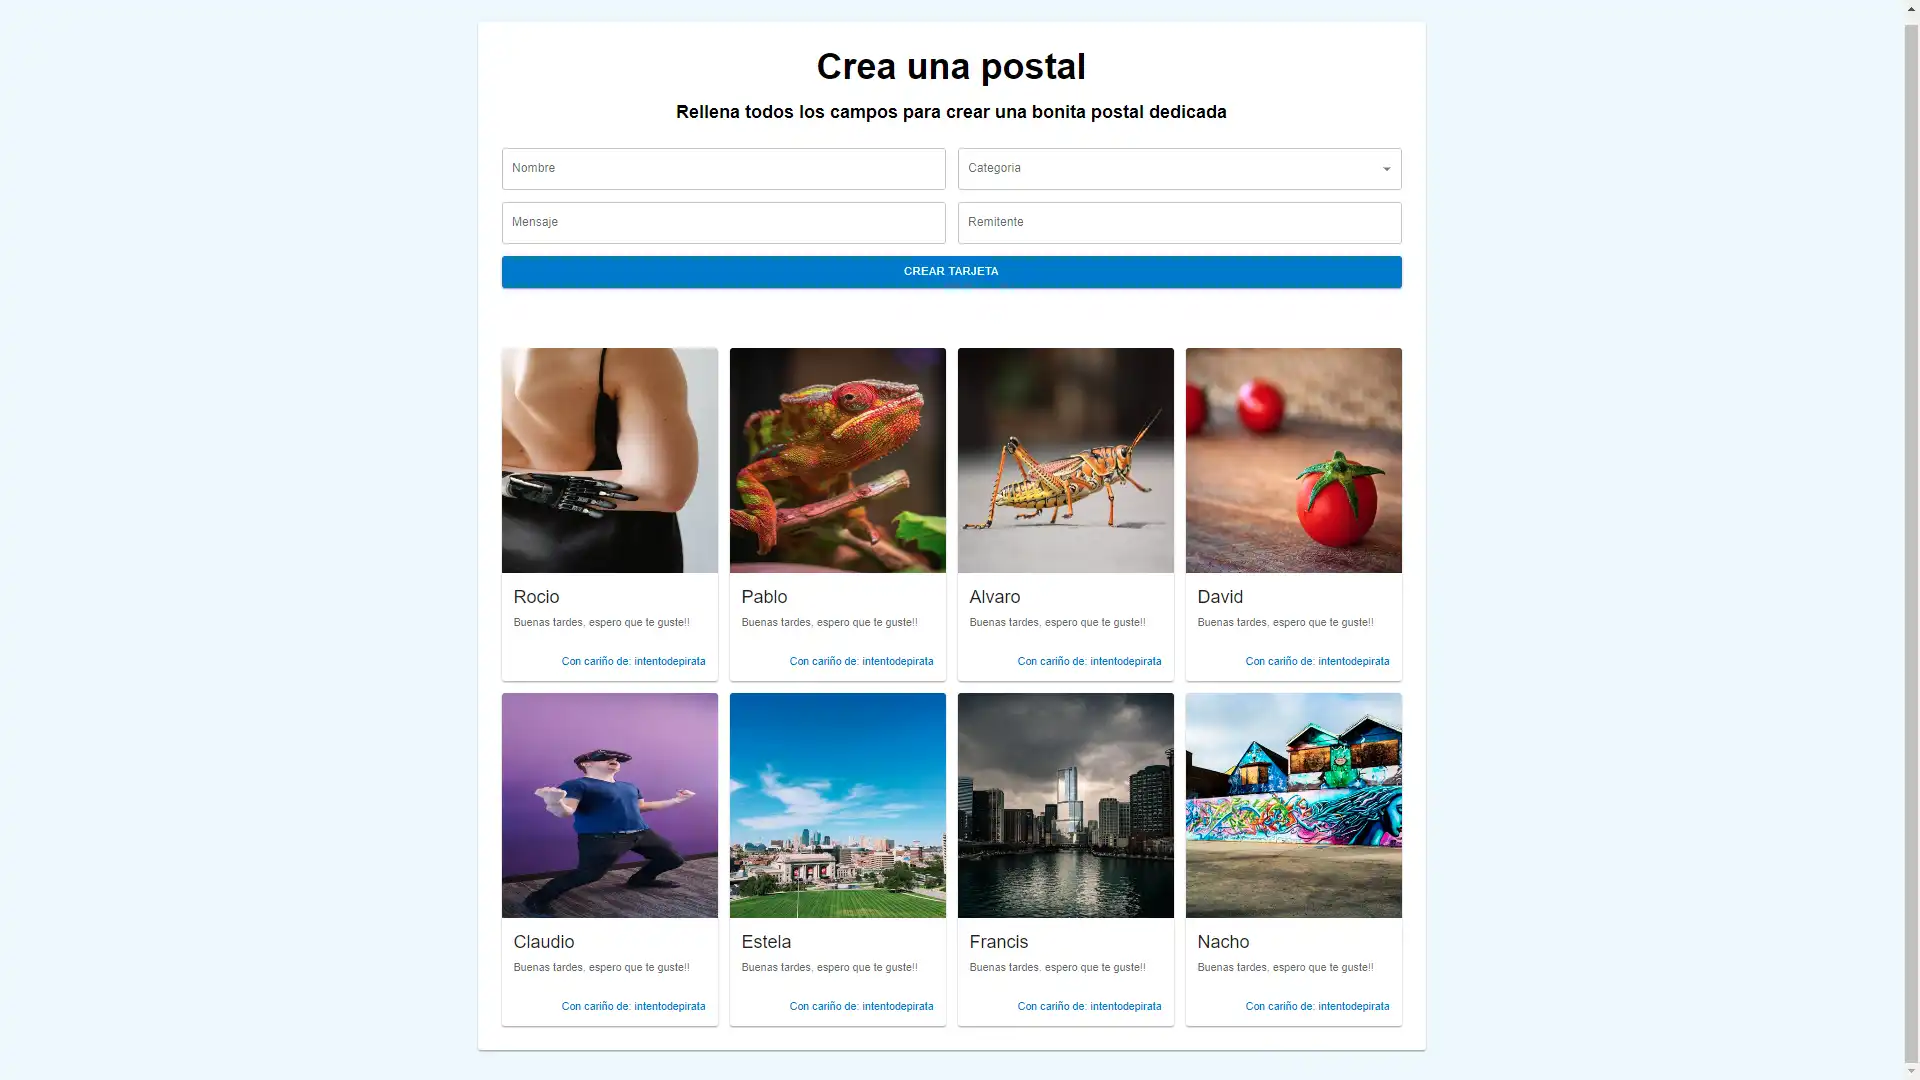 Crea una postal
Rellena todos los campos para crear una bonita postal dedicada
Nombre
Categoria
Mensaje
Remitente
CREAR TARJETA
Rocio
Buenas tardes, espero que te guste!!
Con cariño de: intentodepirata
Pablo
Buenas tardes, espero que te guste!!
Con cariño de: intentodepirata
Alvaro
Buenas tardes, espero que te guste!!
Con cariño de: intentodepirata
David
Buenas tardes, espero que te guste!!
Con cariño de: intentodepirata
Claudio
Buenas tardes, espero que te guste!!
Con cariño de: intentodepirata
Estela
Buenas tardes, espero que te guste!!
Con cariño de: intentodepirata
Francis
Buenas tardes, espero que te guste!!
Con cariño de: intentodepirata
Nacho
Buenas tardes, espero que te guste!!
Con cariño de: intentodepirata